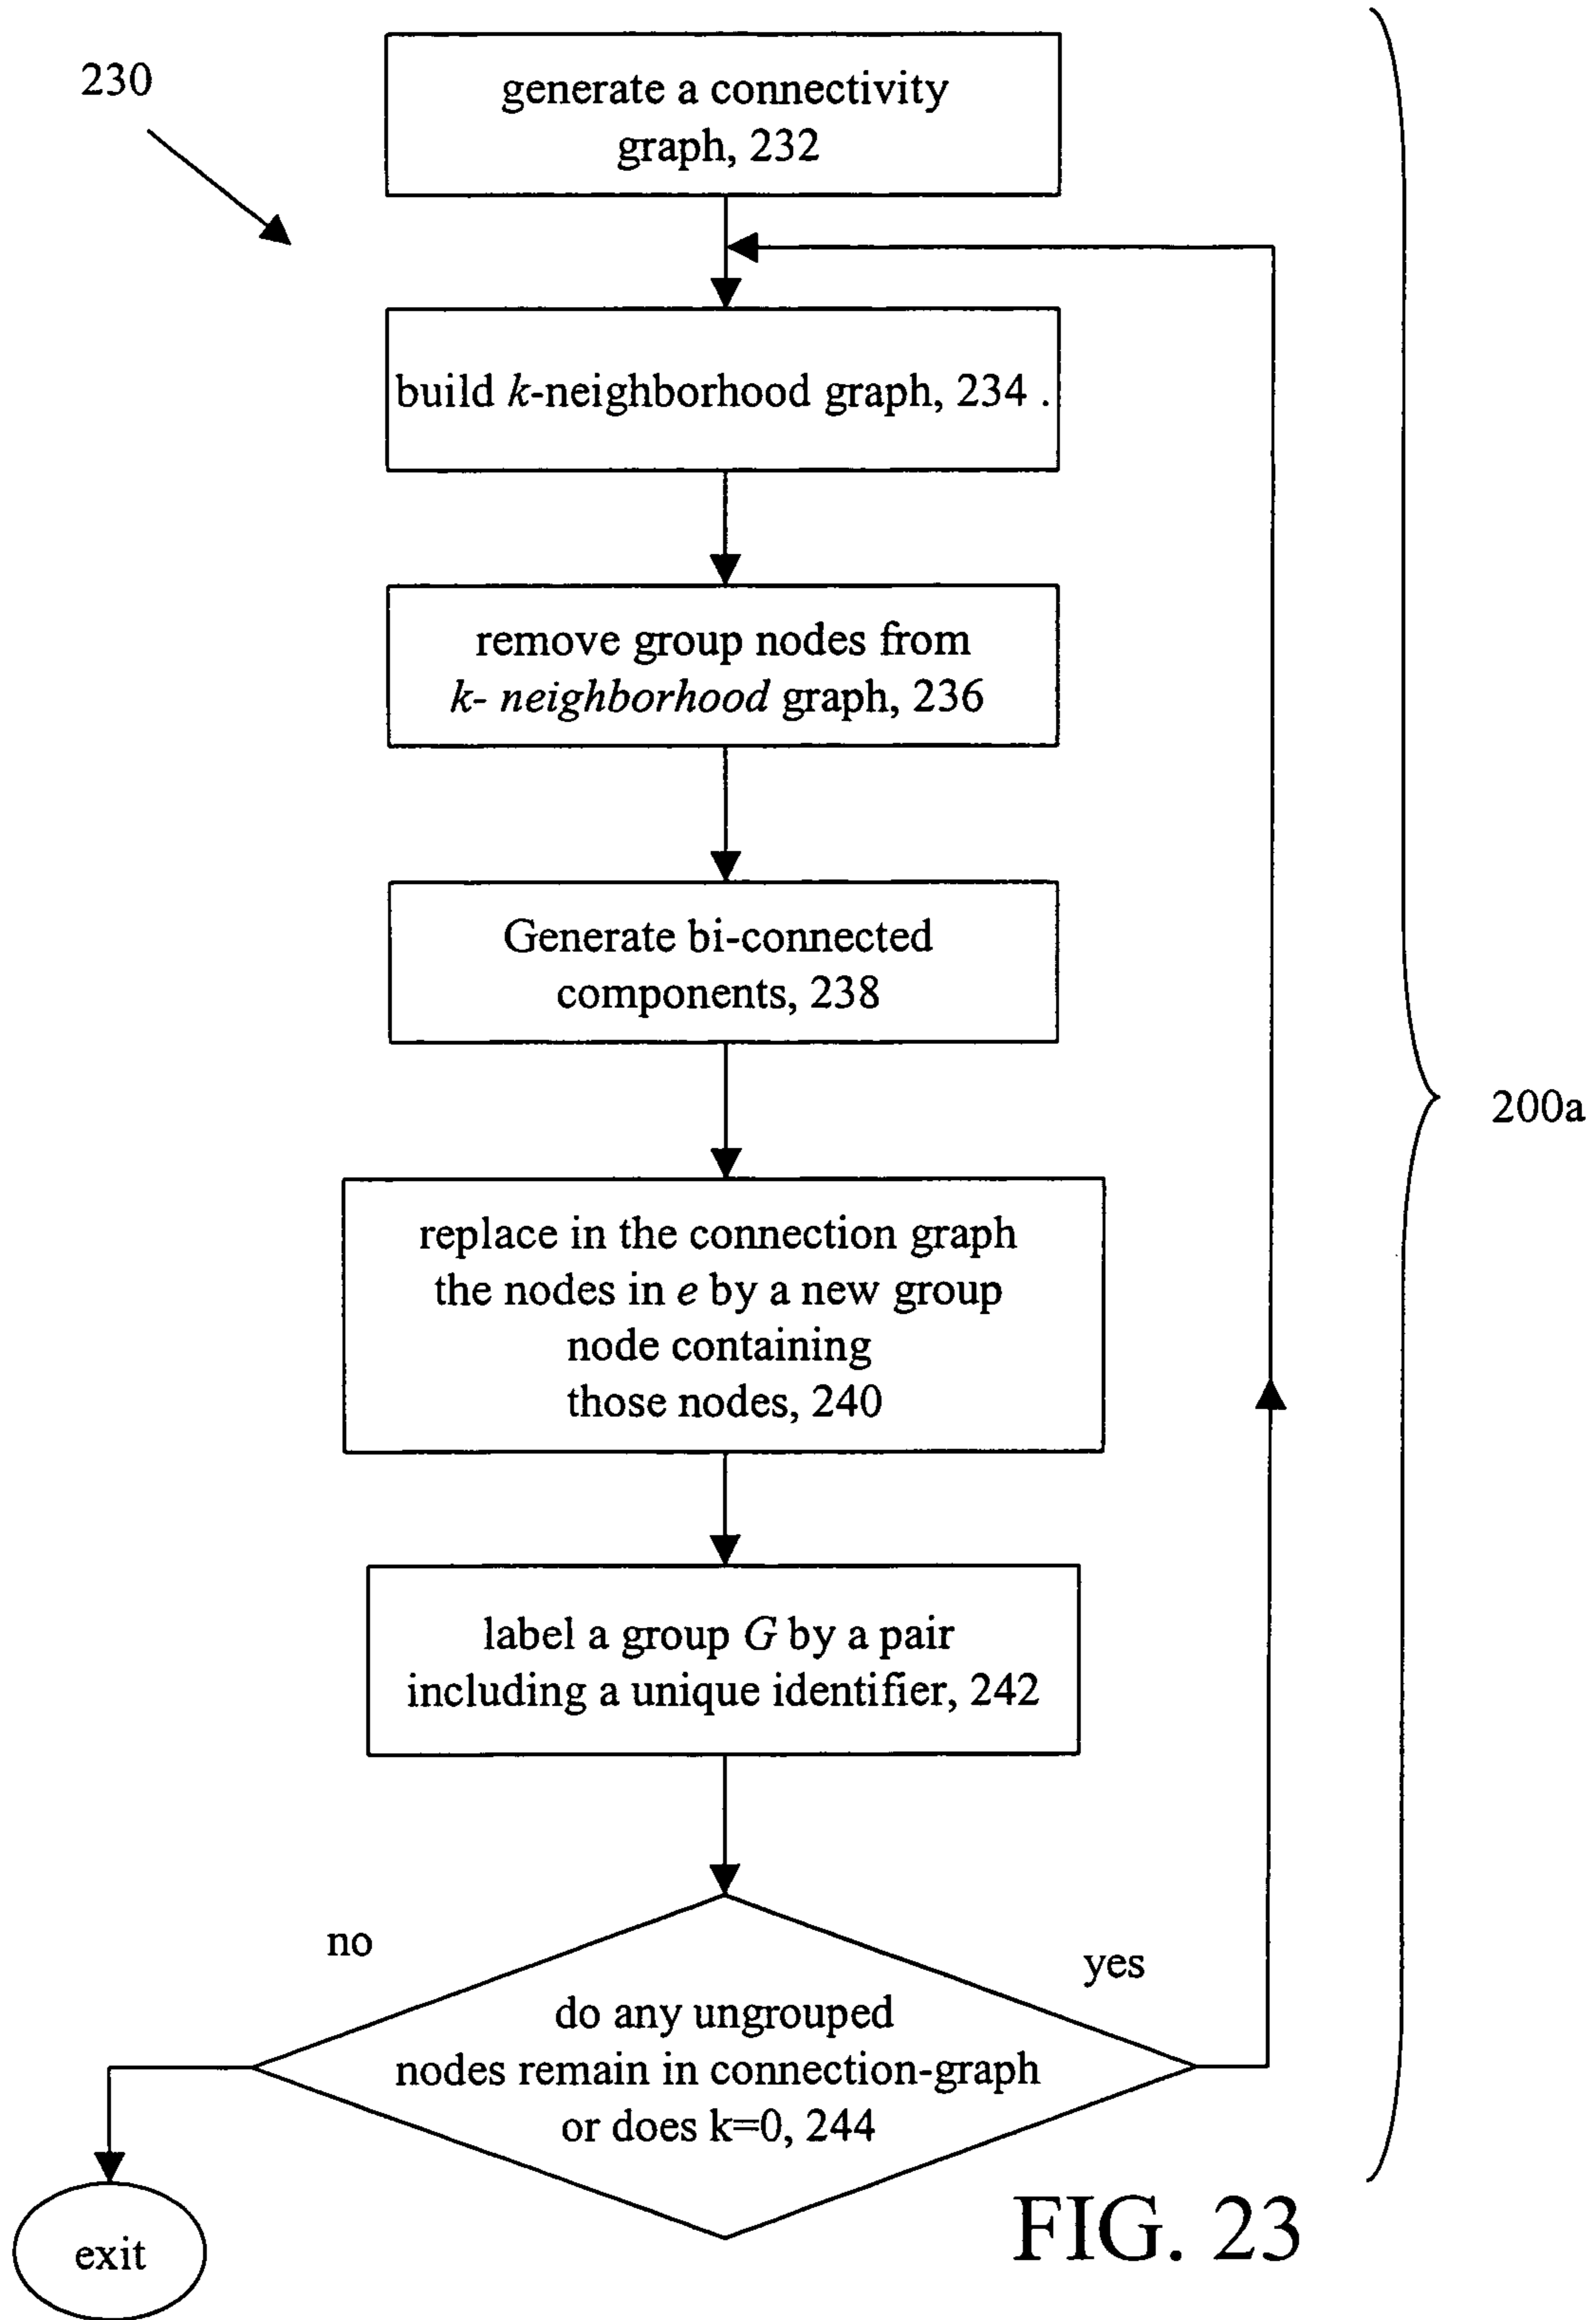 230
generate a connectivity
graph, 232
build k-neighborhood graph, 234 .
remove group nodes from
k- neighborhood graph, 236
Generate bi-connected
components, 238
200a
replace in the connection graph
the nodes in e by a new group
node containing
those nodes, 240
label a group G by a pair
including a unique identifier, 242
no
yes
do any ungrouped
nodes remain in connection-graph
or does k=0, 244
exit
FIG. 23